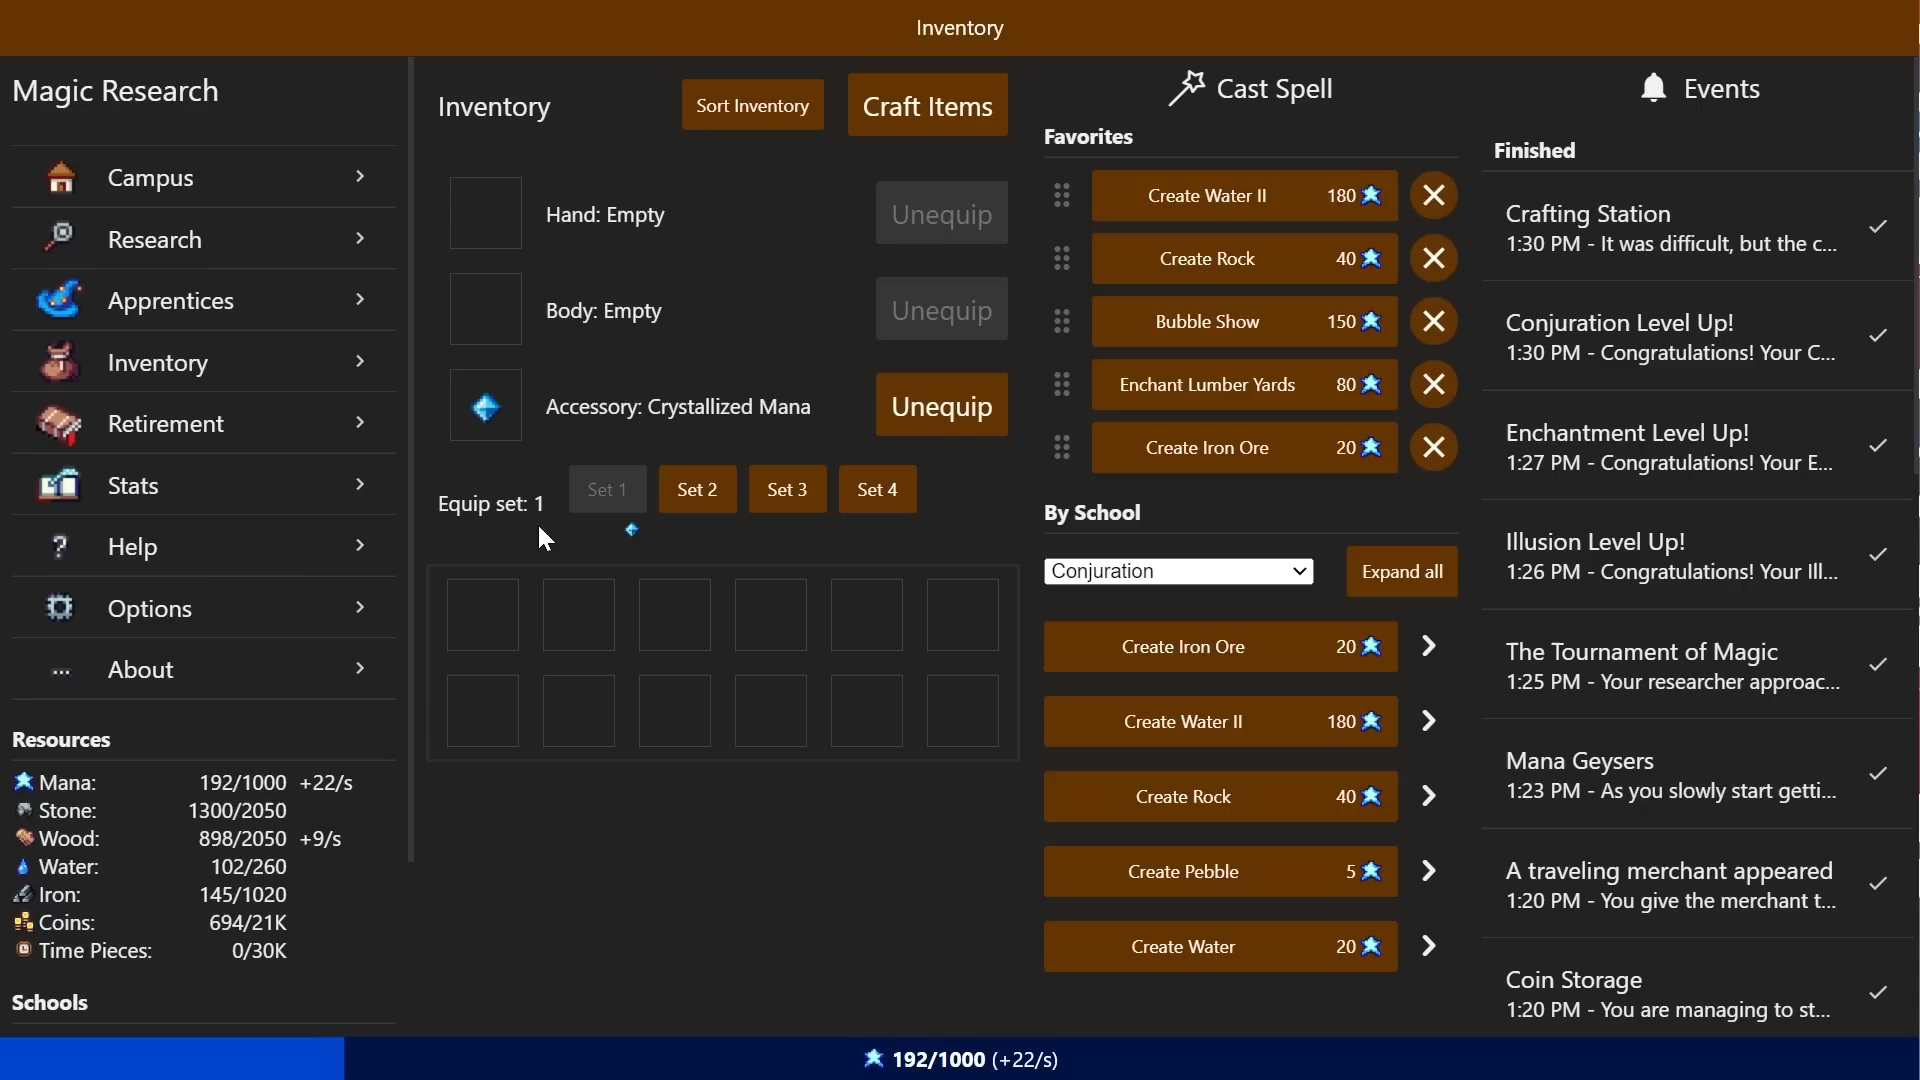 Inventory
Magic Research
Campus
Research
Apprentices
Inventory
Retirement
Stats
Help
Options
About
Resources
Mana: 192/1000 +22/s
Stone: 1300/2050
Wood: 898/2050 +9/s
Water: 102/260
Iron: 145/1020
Coins: 694/21K
Time Pieces: 0/30K
Schools
Inventory
Sort Inventory
Craft Items
Hand: Empty
Unequip
Body: Empty
Unequip
Accessory: Crystallized Mana
Unequip
Equip set: 1
Set 1
Set 2
Set 3
Set 4
Cast Spell
Favorites
Create Water II 180
Create Rock 40
Bubble Show 150
Enchant Lumber Yards 80
Create Iron Ore 20
By School
Conjuration
Expand all
Create Iron Ore 20
Create Water II 180
Create Rock 40
Create Pebble 5
Create Water 20
Events
Finished
Crafting Station
1:30 PM - It was difficult, but the c...
Conjuration Level Up!
1:30 PM - Congratulations! Your C...
Enchantment Level Up!
1:27 PM - Congratulations! Your E...
Illusion Level Up!
1:26 PM - Congratulations! Your Ill...
The Tournament of Magic
1:25 PM - Your researcher approac...
Mana Geysers
1:23 PM - As you slowly start getti...
A traveling merchant appeared
1:20 PM - You give the merchant t...
Coin Storage
1:20 PM - You are managing to st...
192/1000 (+22/s)